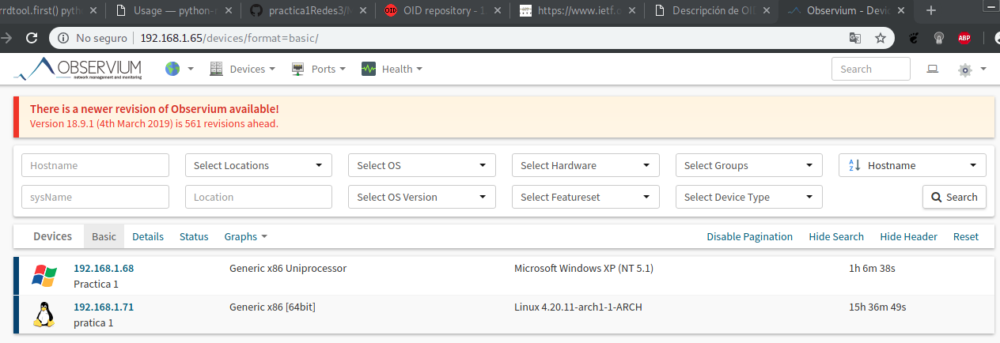 rrdtool.first() pyth
Usage — python-r
practica1Redes3/M
OID repository - 1
https://www.ietf.o
Descripción de OID
Observium - Devic
No seguro 192.168.1.65/devices/format=basic/
ABP
OBSERVIUM
network management and monitoring
Devices
Ports
Health
Search
There is a newer revision of Observium available!
Version 18.9.1 (4th March 2019) is 561 revisions ahead.
Hostname Select Locations Select OS Select Hardware Select Groups Hostname
sysName Location Select OS Version Select Featureset Select Device Type Search
Devices Basic Details Status Graphs Disable Pagination Hide Search Hide Header Reset
192.168.1.68 Generic x86 Uniprocessor Microsoft Windows XP (NT 5.1) 1h 6m 38s
Practica 1
192.168.1.71 Generic x86 [64bit] Linux 4.20.11-arch1-1-ARCH 15h 36m 49s
pratica 1